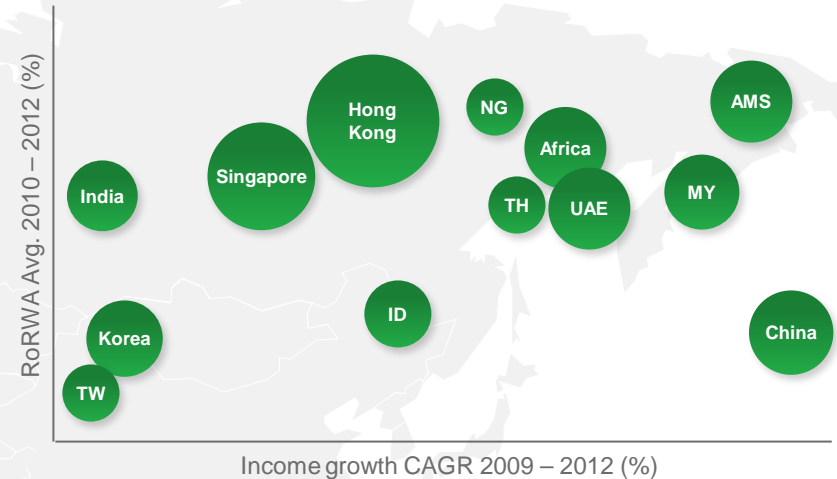 RoRWA Avg. 2010 – 2012 (%)
Hong
Kong
NG
AMS
Africa
Singapore
India
TH
UAE
MY
ID
Korea
China
TW
Income growth CAGR 2009 – 2012 (%)